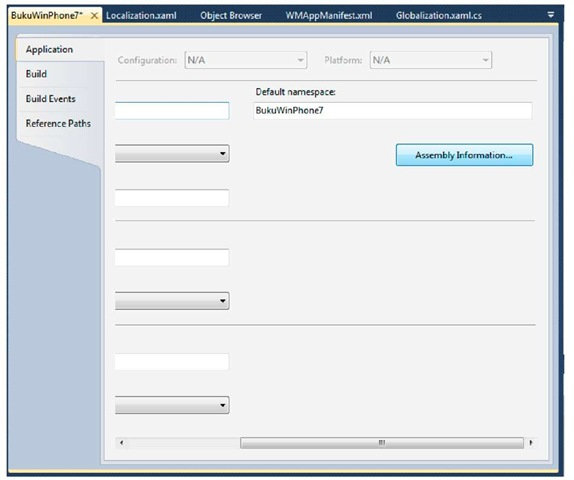 BukuWinPhone7* × Localization.xaml Object Browser WMAppManifest.xml Globalization.xaml.cs
Application
Build
Build Events
Reference Paths
Configuration: N/A Platform: N/A
Default namespace:
BukuWinPhone7
Assembly Information...